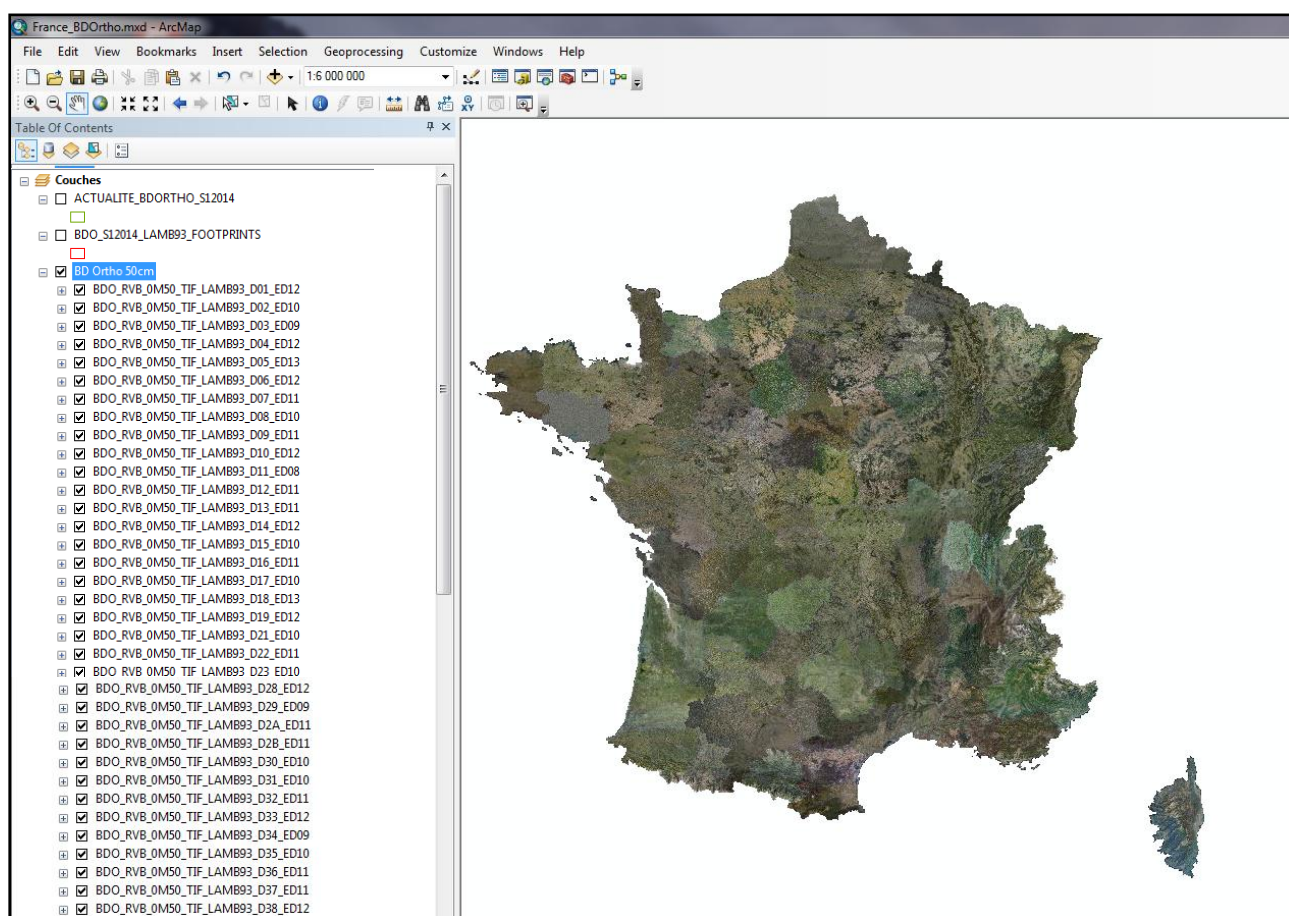 France_BDOrtho.mxd - ArcMap
File Edit View Bookmarks Insert Selection Geoprocessing Customize Windows Help
1:6 000 000
Table Of Contents
Couches
ACTUALITE_BDORTHO_S12014
BDO_S12014_LAMB93_FOOTPRINTS
BD Ortho 50cm
BDO_RVB_0M50_TIF_LAMB93_D01_ED12
BDO_RVB_0M50_TIF_LAMB93_D02_ED10
BDO_RVB_0M50_TIF_LAMB93_D03_ED09
BDO_RVB_0M50_TIF_LAMB93_D04_ED12
BDO_RVB_0M50_TIF_LAMB93_D05_ED13
BDO_RVB_0M50_TIF_LAMB93_D06_ED12
BDO_RVB_0M50_TIF_LAMB93_D07_ED11
BDO_RVB_0M50_TIF_LAMB93_D08_ED10
BDO_RVB_0M50_TIF_LAMB93_D09_ED11
BDO_RVB_0M50_TIF_LAMB93_D10_ED12
BDO_RVB_0M50_TIF_LAMB93_D11_ED08
BDO_RVB_0M50_TIF_LAMB93_D12_ED11
BDO_RVB_0M50_TIF_LAMB93_D13_ED11
BDO_RVB_0M50_TIF_LAMB93_D14_ED12
BDO_RVB_0M50_TIF_LAMB93_D15_ED10
BDO_RVB_0M50_TIF_LAMB93_D16_ED11
BDO_RVB_0M50_TIF_LAMB93_D17_ED10
BDO_RVB_0M50_TIF_LAMB93_D18_ED13
BDO_RVB_0M50_TIF_LAMB93_D19_ED12
BDO_RVB_0M50_TIF_LAMB93_D21_ED10
BDO_RVB_0M50_TIF_LAMB93_D22_ED11
BDO_RVB_0M50_TIF_LAMB93_D23_ED10
BDO_RVB_0M50_TIF_LAMB93_D28_ED12
BDO_RVB_0M50_TIF_LAMB93_D29_ED09
BDO_RVB_0M50_TIF_LAMB93_D2A_ED11
BDO_RVB_0M50_TIF_LAMB93_D2B_ED11
BDO_RVB_0M50_TIF_LAMB93_D30_ED10
BDO_RVB_0M50_TIF_LAMB93_D31_ED10
BDO_RVB_0M50_TIF_LAMB93_D32_ED11
BDO_RVB_0M50_TIF_LAMB93_D33_ED12
BDO_RVB_0M50_TIF_LAMB93_D34_ED09
BDO_RVB_0M50_TIF_LAMB93_D35_ED10
BDO_RVB_0M50_TIF_LAMB93_D36_ED11
BDO_RVB_0M50_TIF_LAMB93_D37_ED11
BDO_RVB_0M50_TIF_LAMB93_D38_ED12